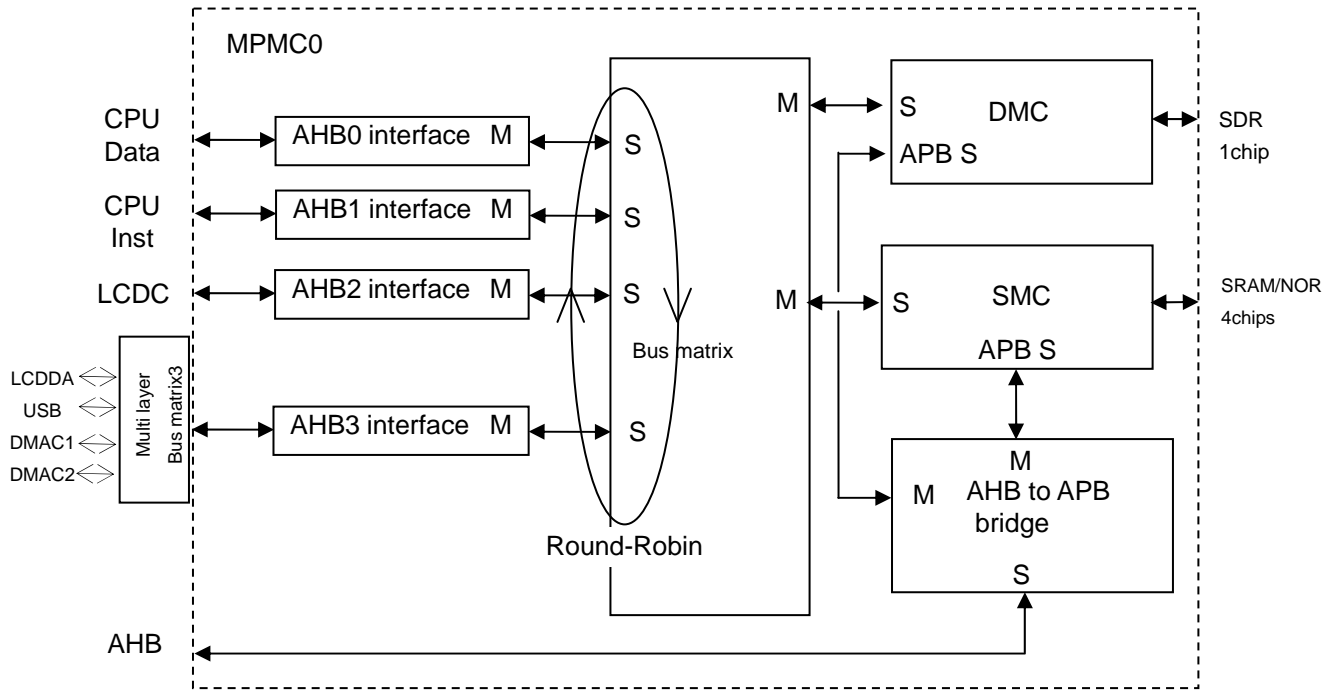 MPMC0
CPU
Data
AHB0 interface M
S
CPU
Inst
AHB1 interface M
S
LCDC
AHB2 interface M
S
LCDDA
USB
DMAC1
DMAC2
Multi layer
Bus matrix3
AHB3 interface M
S
Bus matrix
Round-Robin
M
S
DMC
APB S
SDR
1chip
M
S
SMC
APB S
SRAM/NOR
4chips
M
M
AHB to APB
bridge
S
AHB